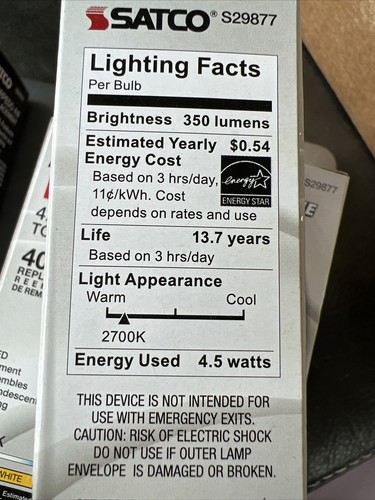 SATCO® S29877
Lighting Facts
Per Bulb
Brightness 350 lumens
Estimated Yearly $0.54
Energy Cost
Based on 3 hrs/day,
11¢/kWh. Cost
depends on rates and use
energy
ENERGY STAR
Life 13.7 years
Based on 3 hrs/day
Light Appearance
Warm Cool
2700K
Energy Used 4.5 watts
THIS DEVICE IS NOT INTENDED FOR
USE WITH EMERGENCY EXITS.
CAUTION: RISK OF ELECTRIC SHOCK
DO NOT USE IF OUTER LAMP
ENVELOPE IS DAMAGED OR BROKEN.
S29877
40
REPL
WHITE
Estimated